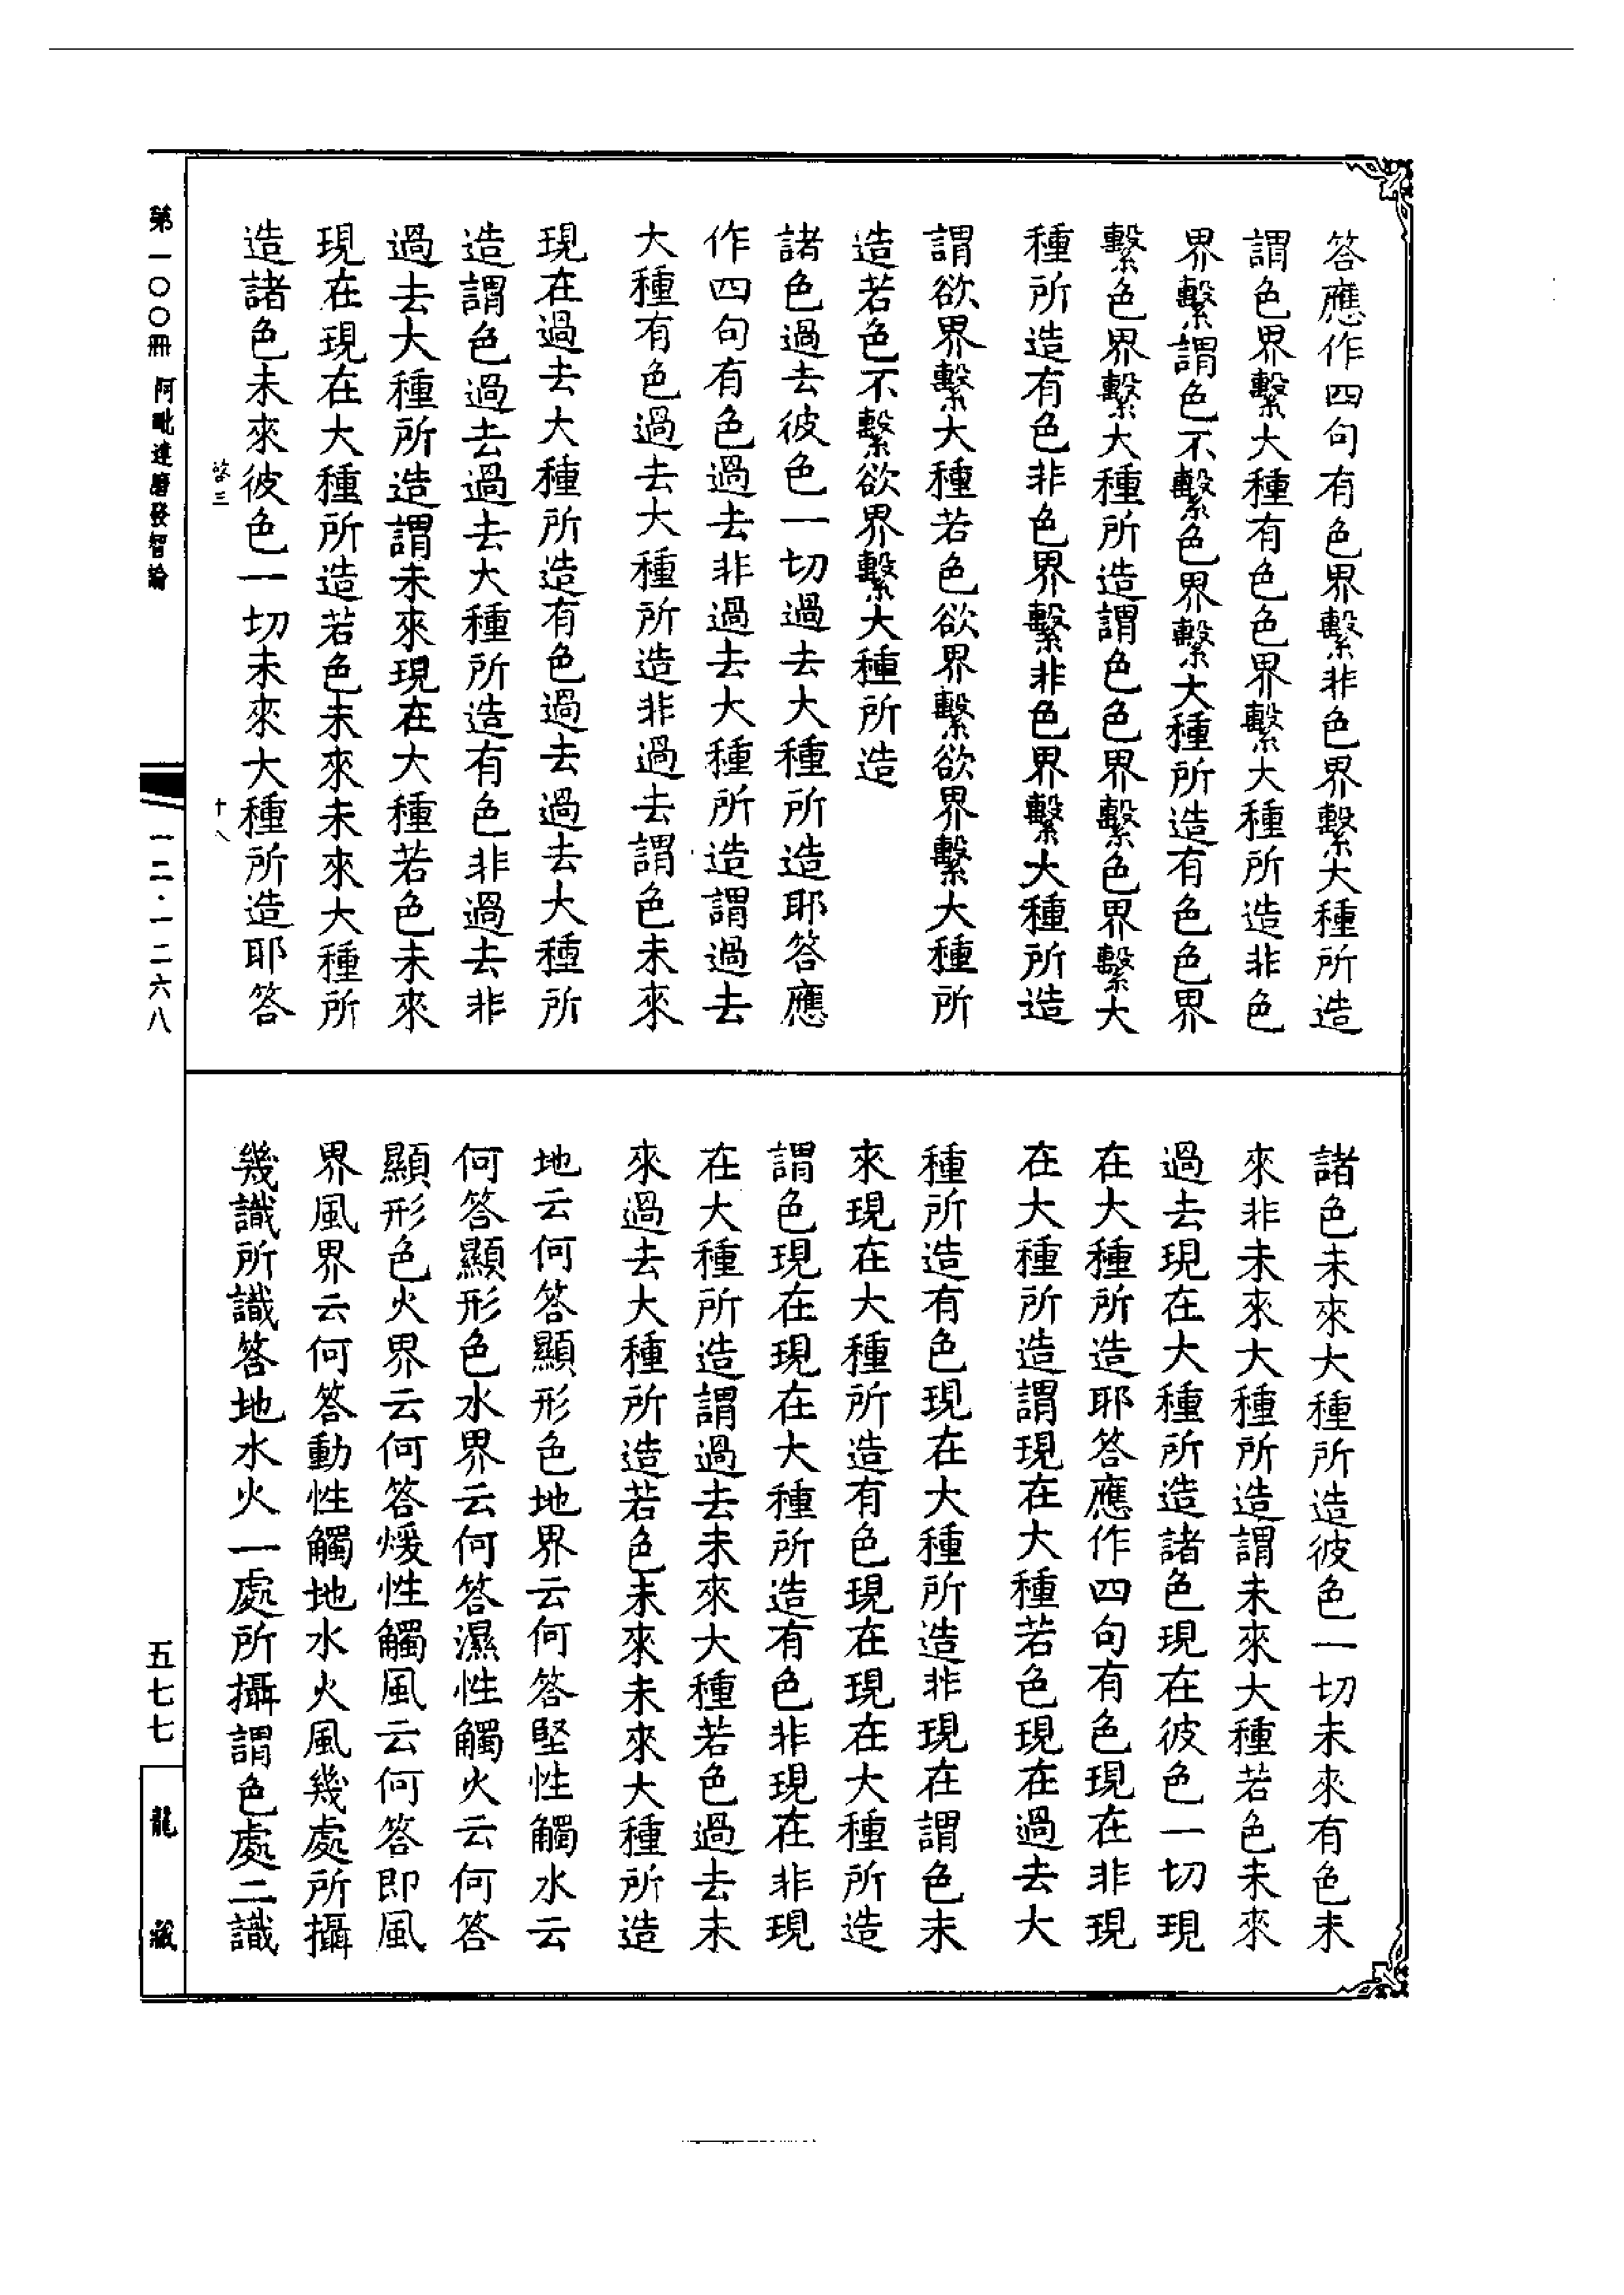 答應作四句有色界繫非色界繫大種所造
謂色界繫大種有色色界繫大種所造非色
界繫謂色不繫色界繫大種所造有色色界
繫色界繫大種所造謂色色界繫色界繫大
種所造有色非色界繫非色界繫大種所造
謂欲界繫大種若色欲界繫欲界繫大種所
造若色不繫欲界繫大種所造
諸色過去彼色一切過去大種所造耶答應
作四句有色過去非過去大種所造謂過去
大種有色過去大種所造非過去謂色未來
現在過去大種所造有色過去過去大種所
造謂色過去過去大種所造有色非過去非
過去大種所造謂未來現在大種若色未來
現在現在大種所造若色未來未來大種所
造諸色未來彼色一切未來大種所造耶答
諸色未來大種所造彼色一切未來有色未
來非未來大種所造謂未來大種若色未來
過去現在大種所造諸色現在彼色一切現
在大種所造耶答應作四句有色現在非現
在大種所造謂現在大種若色現在過去大
種所造有色現在大種所造非現在謂色未
來現在大種所造有色現在現在大種所造
謂色現在現在大種所造有色非現在非現
在大種所造謂過去未來大種若色過去未
來過去大種所造若色未來未來大種所造
地云何答顯形色地界云何答堅性觸水云
何答顯形色水界云何答濕性觸火云何答
顯形色火界云何答煖性觸風云何答即風
界風界云何答動性觸地水火風幾處所攝
幾識所識答地水火一處所攝謂色處二識
第一〇〇冊 阿毗達磨發智論
啓三
十八
一二·一二六八
五七七
龍藏